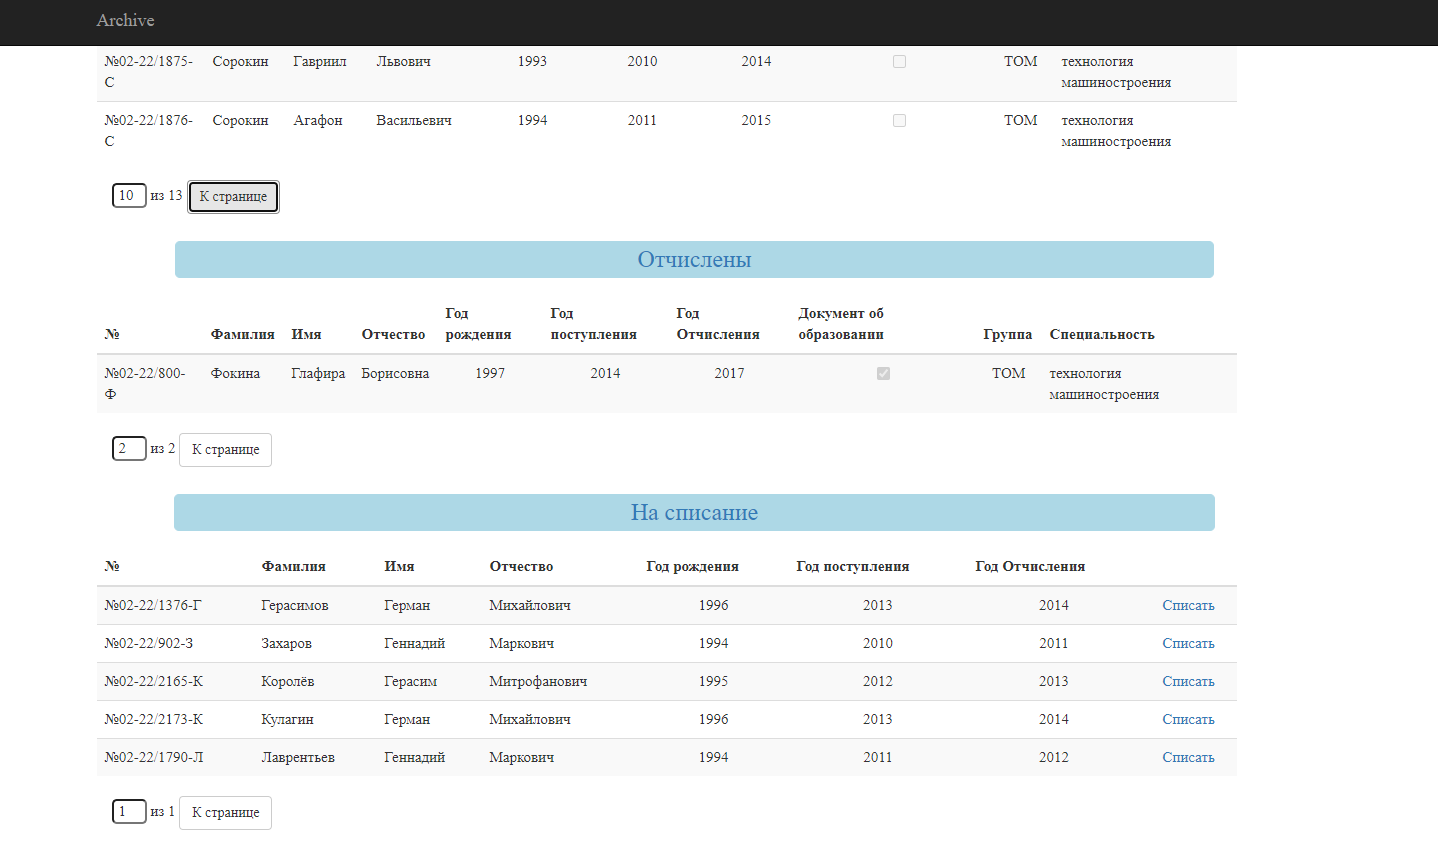 Archive
№02-22/1875- Сорокин Гавриил Львович 1993 2010 2014 ТОМ технология
С машиностроения
№02-22/1876- Сорокин Агафон Васильевич 1994 2011 2015 ТОМ технология
С машиностроения
10 из 13 К странице
Отчислены
Год Год Год Документ об
№ Фамилия Имя Отчество рождения поступления Отчисления образовании Группа Специальность
№02-22/800- Фокина Глафира Борисовна 1997 2014 2017 ТОМ технология
Ф машиностроения
2 из 2 К странице
На списание
№ Фамилия Имя Отчество Год рождения Год поступления Год Отчисления
№02-22/1376-Г Герасимов Герман Михайлович 1996 2013 2014 Списать
№02-22/902-З Захаров Геннадий Маркович 1994 2010 2011 Списать
№02-22/2165-К Королёв Герасим Митрофанович 1995 2012 2013 Списать
№02-22/2173-К Кулагин Герман Михайлович 1996 2013 2014 Списать
№02-22/1790-Л Лаврентьев Геннадий Маркович 1994 2011 2012 Списать
1 из 1 К странице